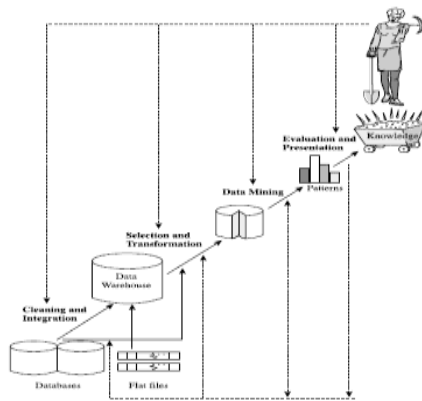 Evaluation and
Presentation
Knowledge
Data Mining
Patterns
Selection and
Transformation
Data
Warehouse
Cleaning and
Integration
Databases
Flat files